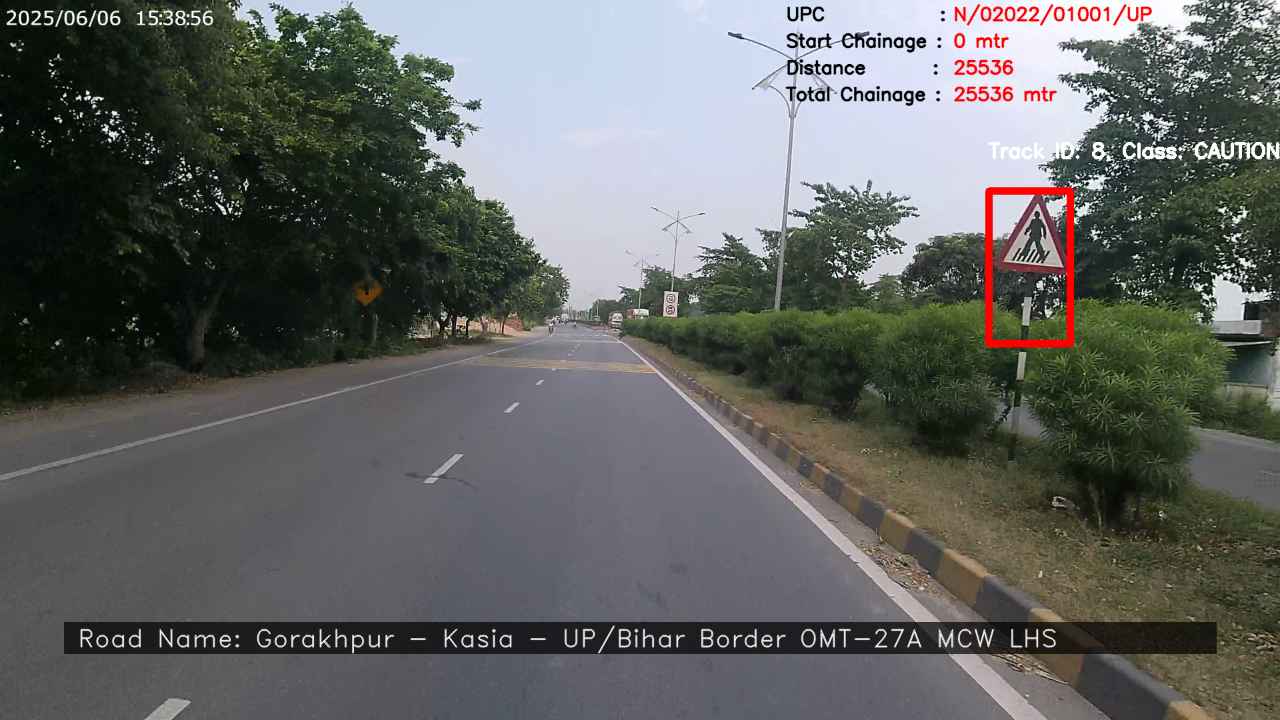 2025/06/06 15:38:56
UPC : N/02022/01001/UP
Start Chainage : 0 mtr
Distance : 25536
Total Chainage : 25536 mtr
Track ID: 8, Class: CAUTION
Road Name: Gorakhpur - Kasia - UP/Bihar Border OMT-27A MCW LHS